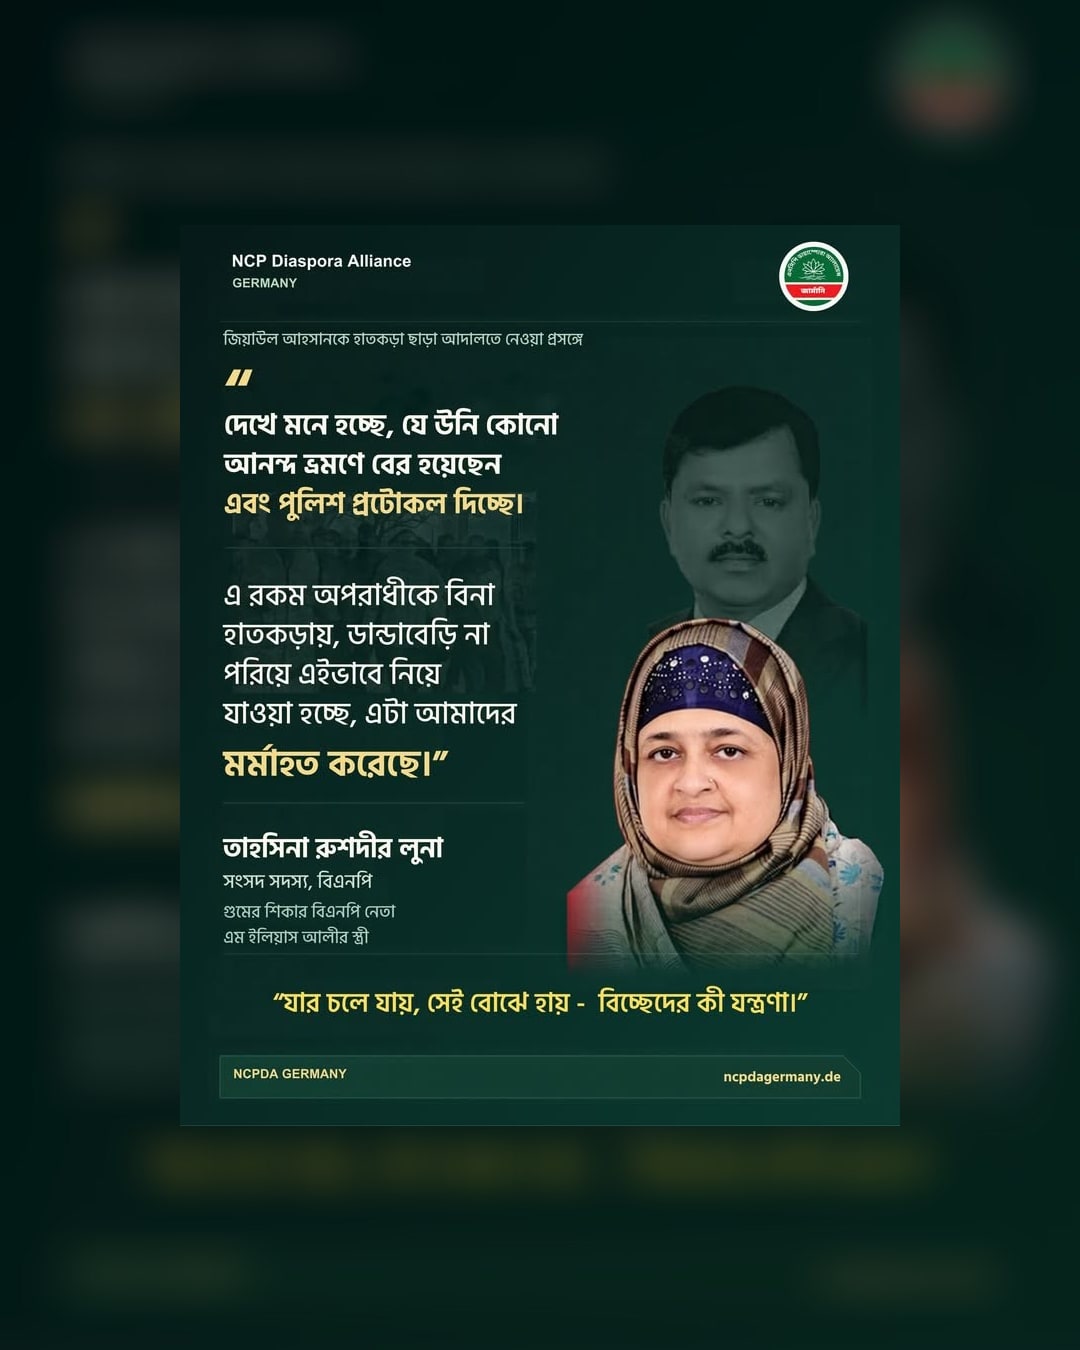 NCP Diaspora Alliance
GERMANY
এনসিপি ডায়াস্পোরা অ্যালায়েন্স
জার্মানি
জিয়াউল আহসানকে হাতকড়া ছাড়া আদালতে নেওয়া প্রসঙ্গে
“
দেখে মনে হচ্ছে, যে উনি কোনো
আনন্দ ভ্রমণে বের হয়েছেন
এবং পুলিশ প্রটোকল দিচ্ছে।
এ রকম অপরাধীকে বিনা
হাতকড়ায়, ডান্ডাবেড়ি না
পরিয়ে এইভাবে নিয়ে
যাওয়া হচ্ছে, এটা আমাদের
মর্মাহত করেছে।”
তাহসিনা রুশদীর লুনা
সংসদ সদস্য, বিএনপি
গুমের শিকার বিএনপি নেতা
এম ইলিয়াস আলীর স্ত্রী
“যার চলে যায়, সেই বোঝে হায় - বিচ্ছেদের কী যন্ত্রণা।”
NCPDA GERMANY
ncpdagermany.de